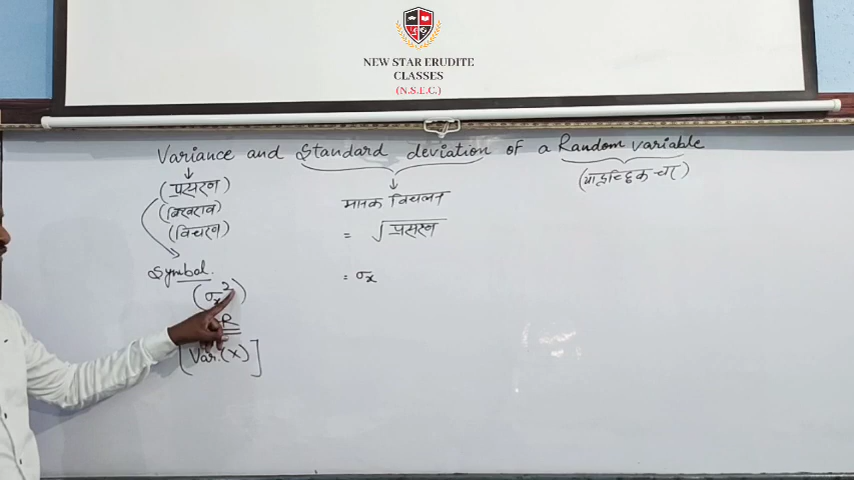 NEW STAR ERUDITE
CLASSES
(N.S.E.C.)
Variance and Standard deviation of a Random variable
(प्रसरण)
(बिखराव)
(विचरण)
मानक विचलन
= √प्रसरण
(यादृच्छिक चर)
Symbol.
(σₓ²)
= σₓ
[Var.(X)]